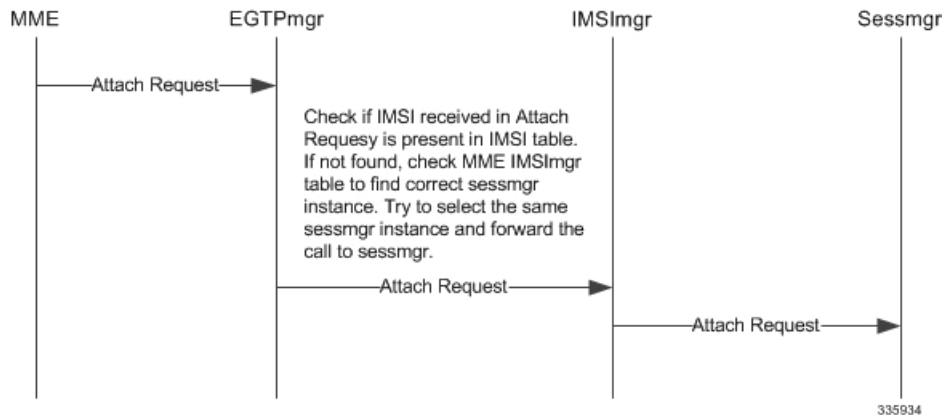 MME EGTPmgr IMSImgr Sessmgr
Attach Request
Check if IMSI received in Attach
Requesy is present in IMSI table.
If not found, check MME IMSImgr
table to find correct sessmgr
instance. Try to select the same
sessmgr instance and forward the
call to sessmgr.
Attach Request
Attach Request
335934